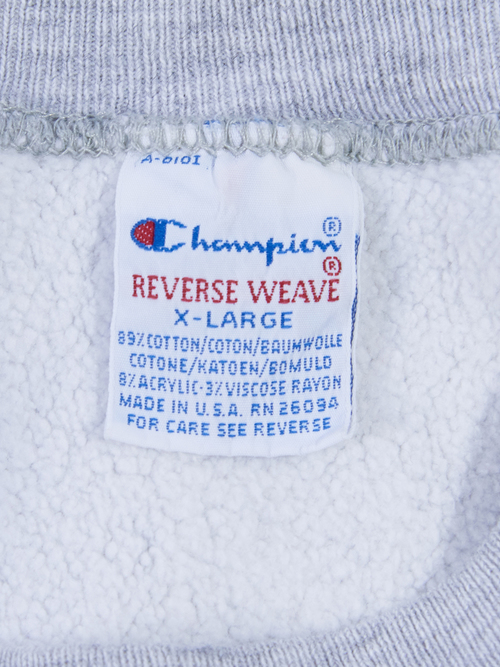 A-6101
Champion®
®
REVERSE WEAVE
X-LARGE
89% COTTON/COTON/BAUMWOLLE
COTONE/KATOEN/BOMULD
8% ACRYLIC-3% VISCOSE RAYON
MADE IN U.S.A. RN 26094
FOR CARE SEE REVERSE